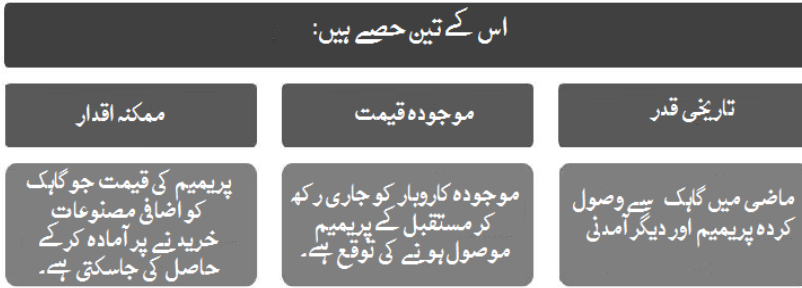 اس کے تین حصے ہیں:
تاریخی قدر
ماضی میں گاہک سے وصول
کردہ پریمیم اور دیگر آمدنی
موجودہ قیمت
موجودہ کاروبار کو جاری رکھ
کر مستقبل کے پریمیم
موصول ہونے کی توقع ہے۔
ممکنہ اقدار
پریمیم کی قیمت جو گاہک
کو اضافی مصنوعات
خریدنے پر آمادہ کرکے
حاصل کی جاسکتی ہے۔